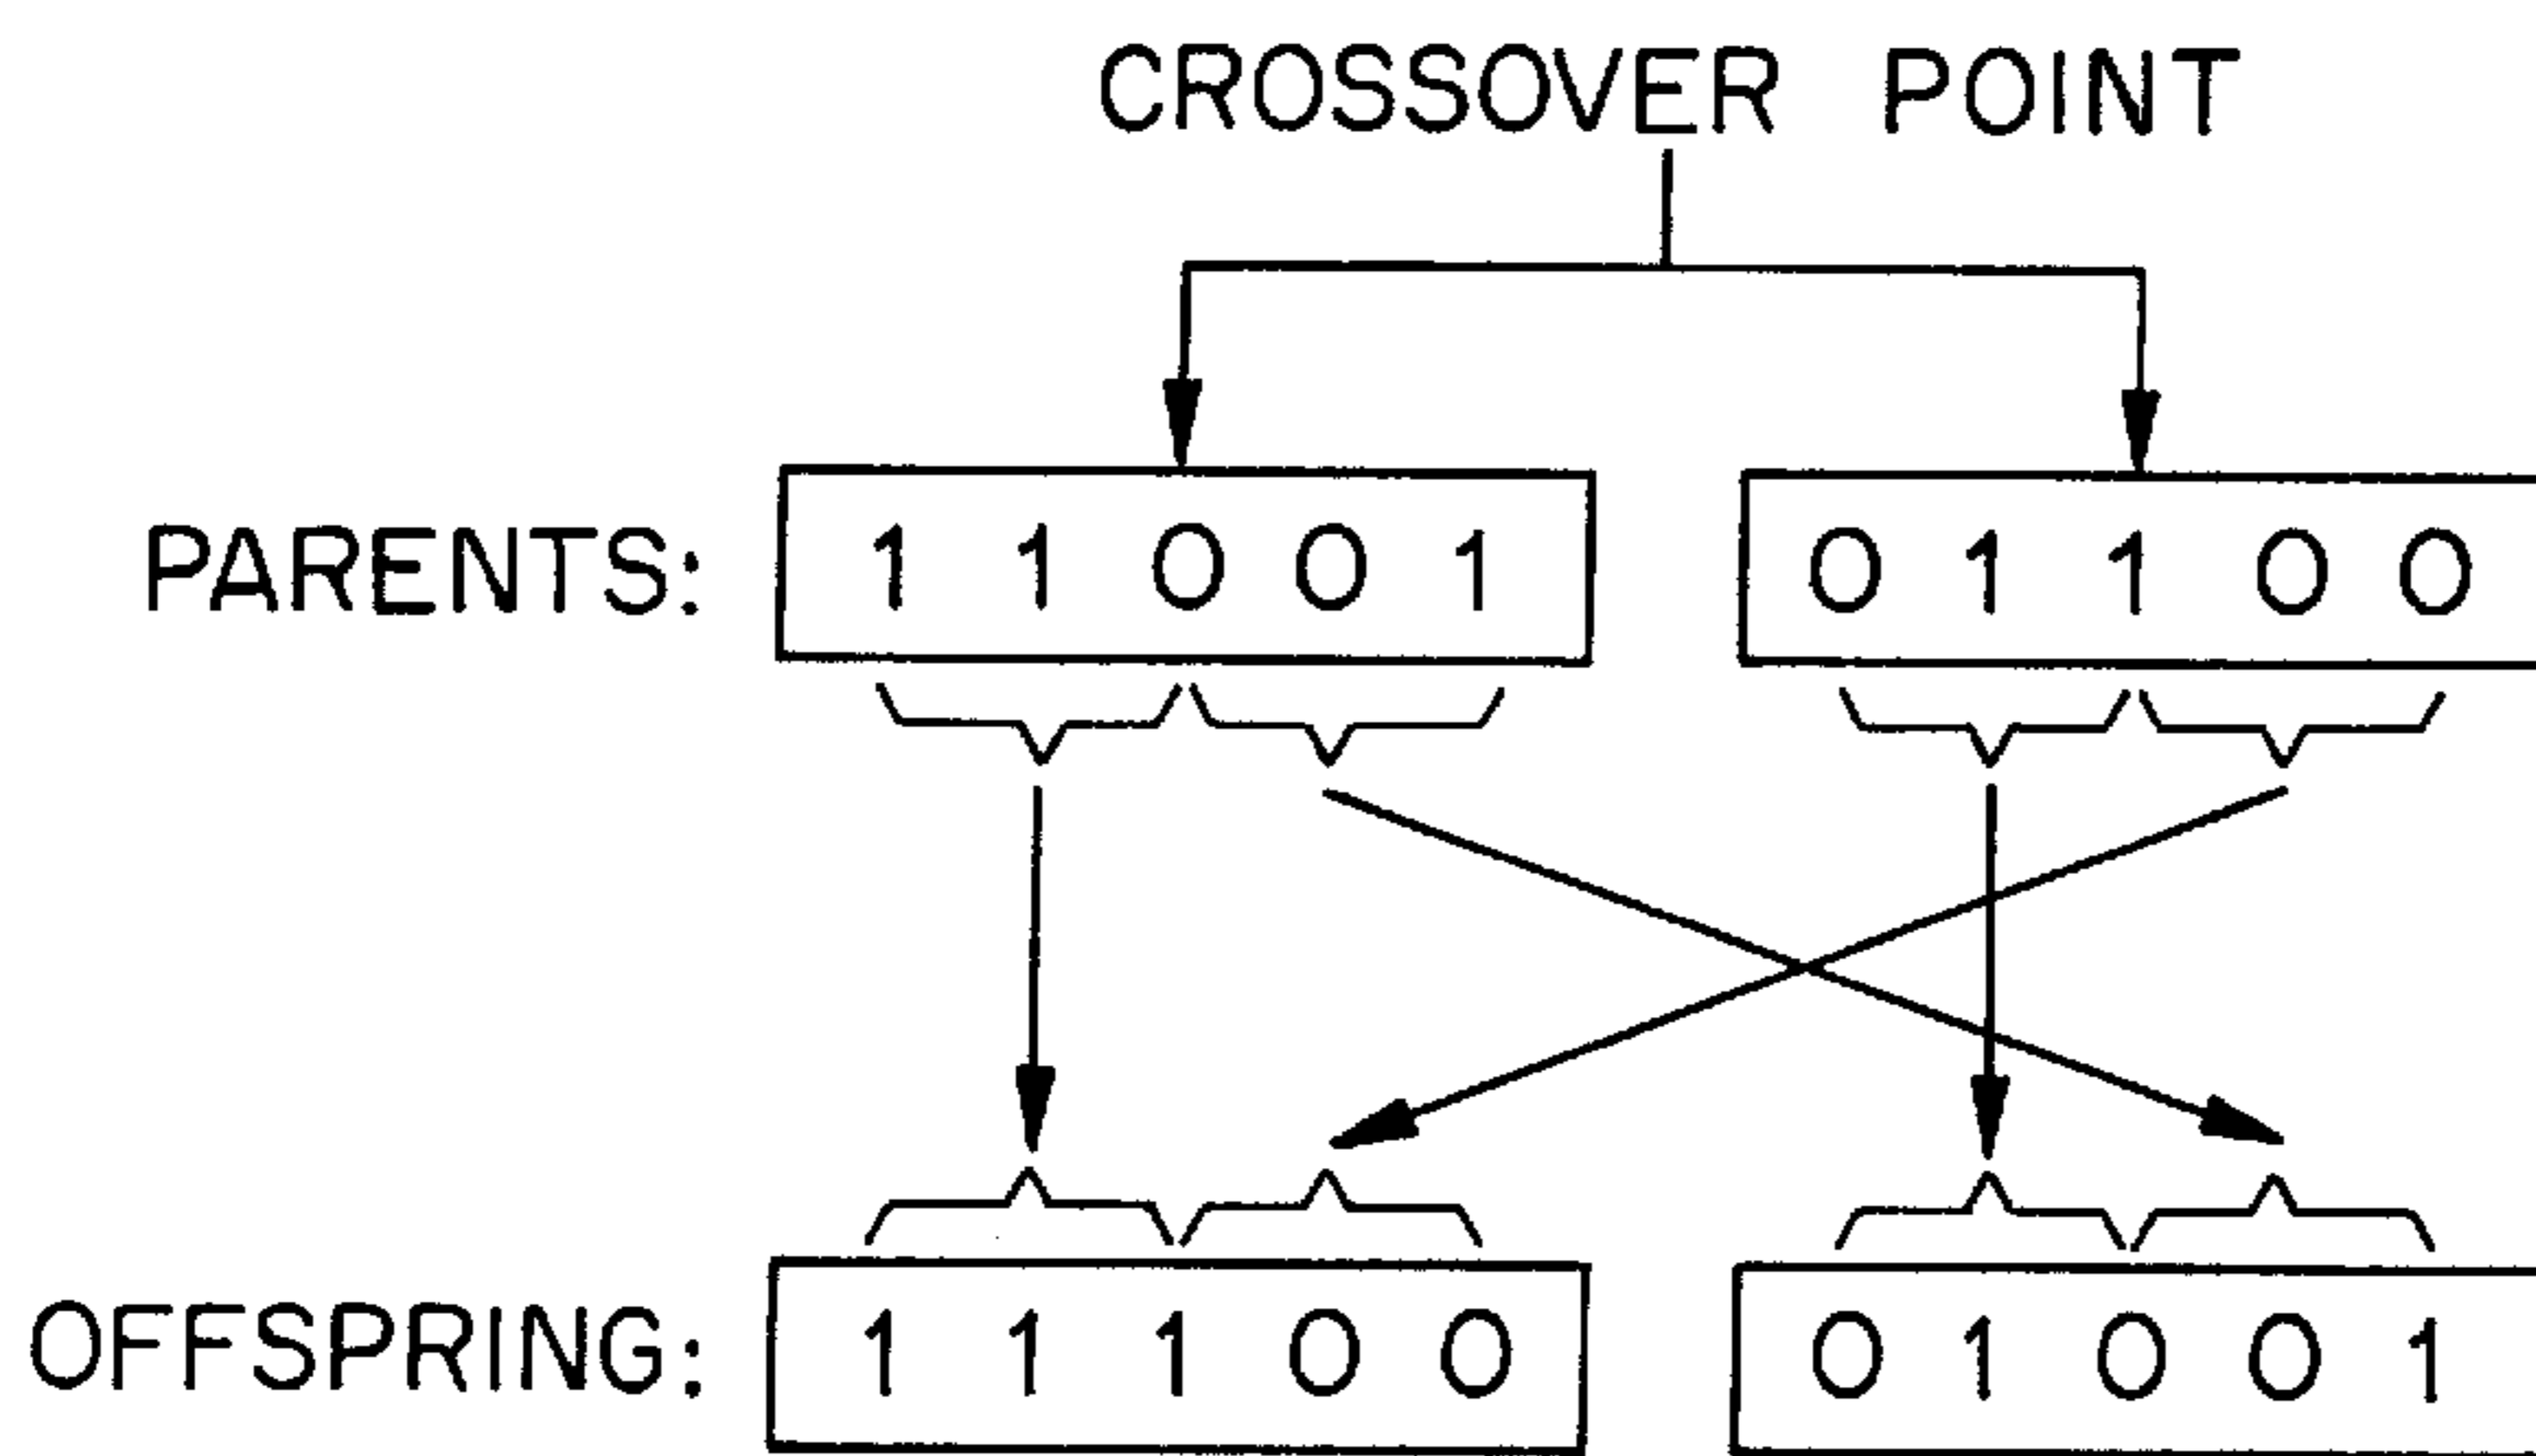 CROSSOVER POINT
PARENTS: 1 1 0 0 1 0 1 1 0 0
OFFSPRING: 1 1 1 0 0 0 1 0 0 1